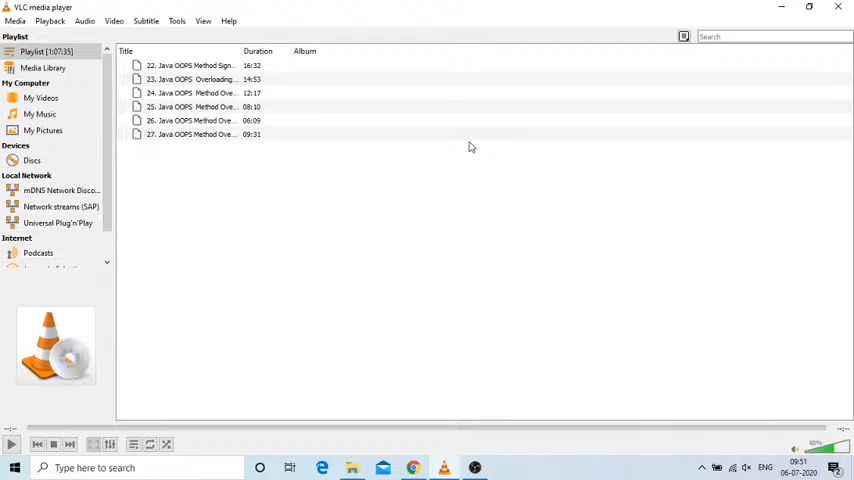 VLC media player
Media Playback Audio Video Subtitle Tools View Help
Playlist
Search
Playlist [1:07:35]
Media Library
My Computer
My Videos
My Music
My Pictures
Devices
Discs
Local Network
mDNS Network Disco...
Network streams (SAP)
Universal Plug'n'Play
Internet
Podcasts
Title Duration Album
22. Java OOPS Method Sign... 16:32
23. Java OOPS Overloading... 14:53
24. Java OOPS Method Ove... 12:17
25. Java OOPS Method Ove... 08:10
26. Java OOPS Method Ove... 06:09
27. Java OOPS Method Ove... 09:31
--:-- --:--
80%
Type here to search
ENG
09:51
06-07-2020
2